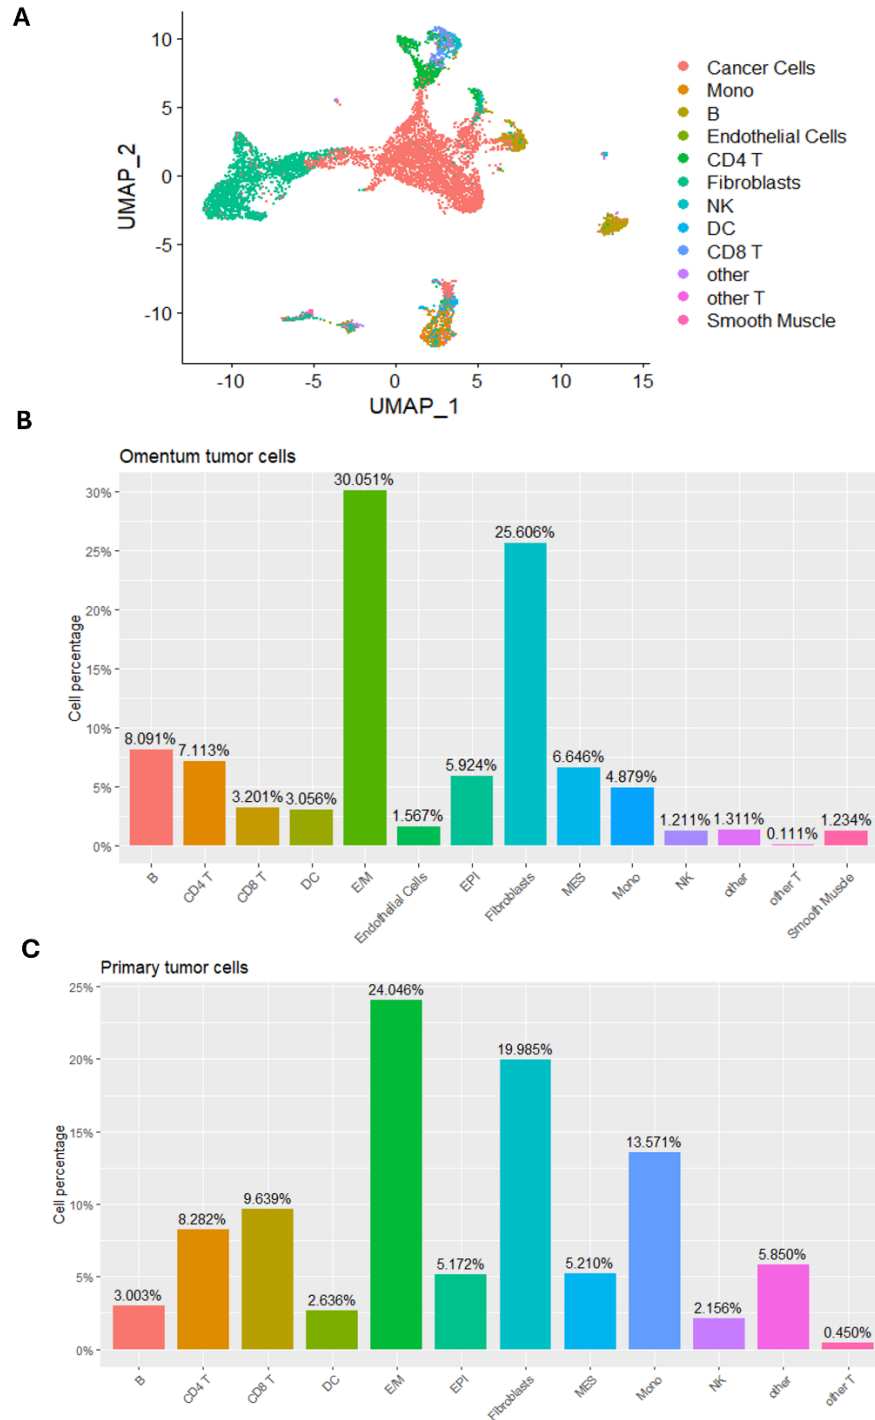 A
UMAP_2
10
5
0
-5
-10
-10
-5
0
5
10
15
UMAP_1
Cancer Cells
Mono
B
Endothelial Cells
CD4 T
Fibroblasts
NK
DC
CD8 T
other
other T
Smooth Muscle
B
Omentum tumor cells
Cell percentage
30%
25%
20%
15%
10%
5%
0%
8.091%
7.113%
3.201%
3.056%
30.051%
1.567%
5.924%
25.606%
6.646%
4.879%
1.211%
1.311%
0.111%
1.234%
B
CD4 T
CD8 T
DC
E/M
Endothelial Cells
EPI
Fibroblasts
MES
Mono
NK
other
other T
Smooth Muscle
C
Primary tumor cells
Cell percentage
25%
20%
15%
10%
5%
0%
3.003%
8.282%
9.639%
2.636%
24.046%
5.172%
19.985%
5.210%
13.571%
2.156%
5.850%
0.450%
B
CD4 T
CD8 T
DC
E/M
EPI
Fibroblasts
MES
Mono
NK
other
other T